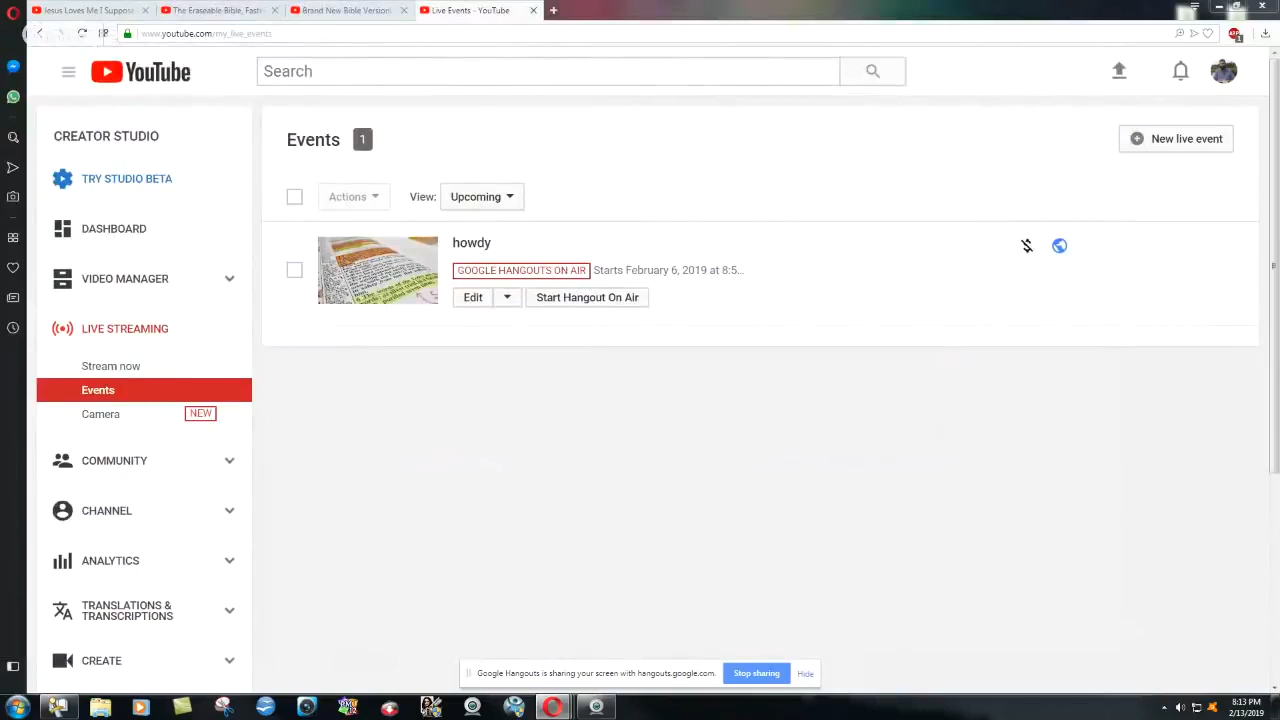 Jesus Loves Me I Suppose
The Eraseable Bible, Fastin
Brand New Bible Version
Live Events - YouTube
www.youtube.com/my_live_events
YouTube
Search
CREATOR STUDIO
TRY STUDIO BETA
DASHBOARD
VIDEO MANAGER
LIVE STREAMING
Stream now
Events
Camera NEW
COMMUNITY
CHANNEL
ANALYTICS
TRANSLATIONS &
TRANSCRIPTIONS
CREATE
Events 1
New live event
Actions View: Upcoming
howdy
GOOGLE HANGOUTS ON AIR Starts February 6, 2019 at 8:5...
Edit Start Hangout On Air
Google Hangouts is sharing your screen with hangouts.google.com. Stop sharing Hide
8:13 PM
2/13/2019